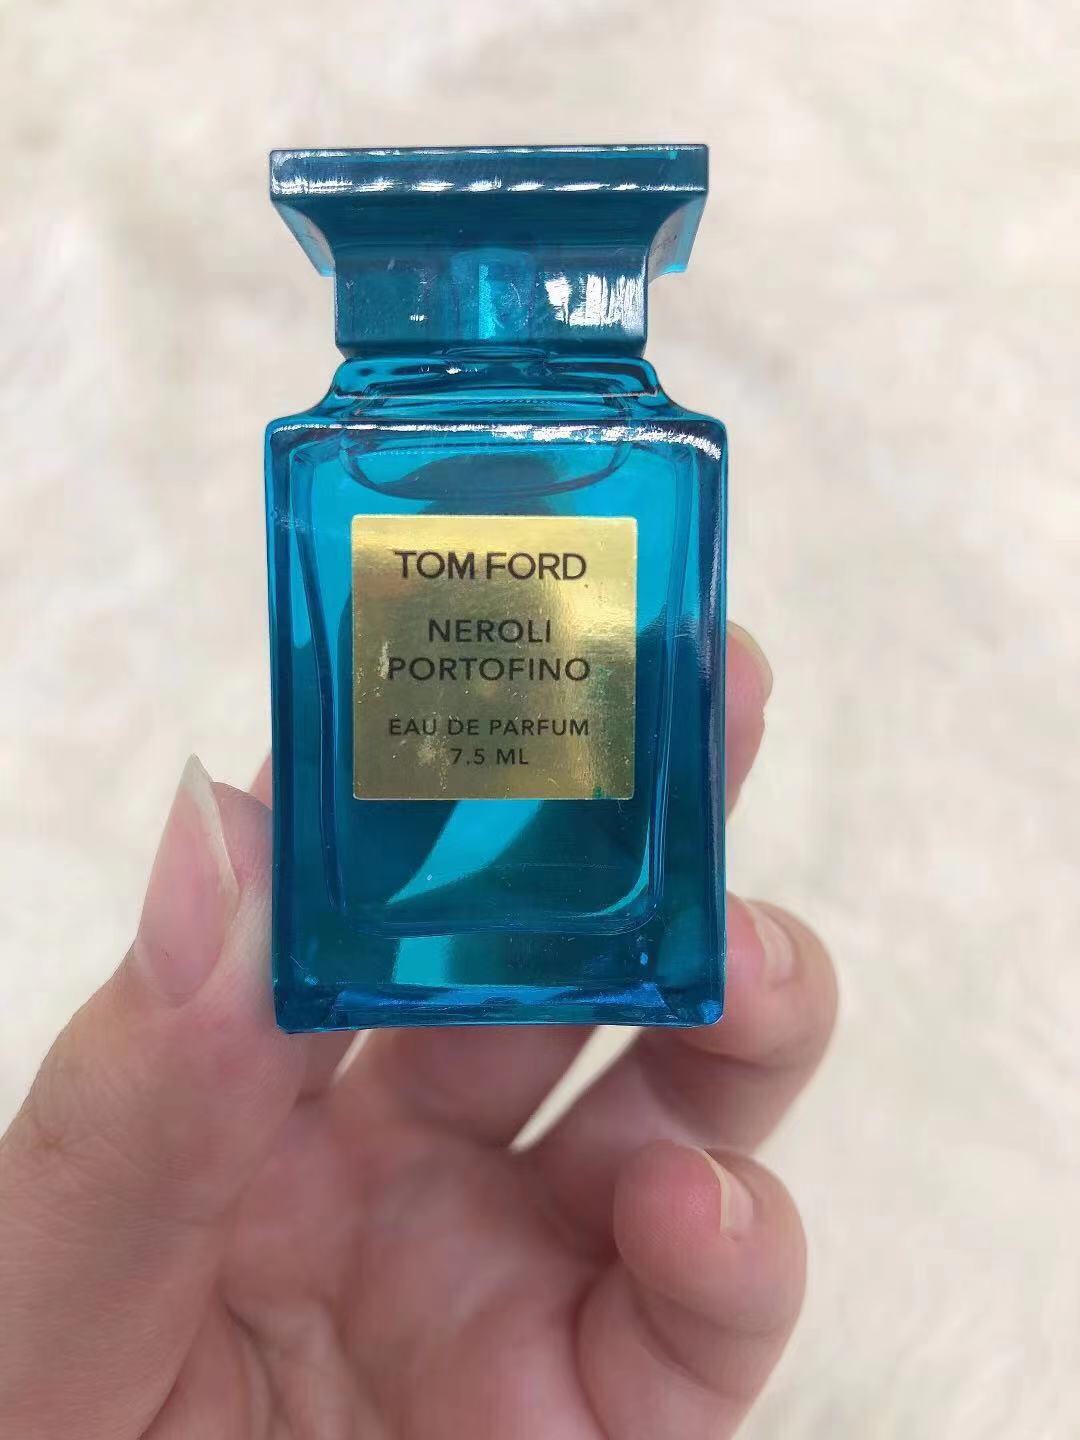 TOM FORD
NEROLI
PORTOFINO
EAU DE PARFUM
7.5 ML